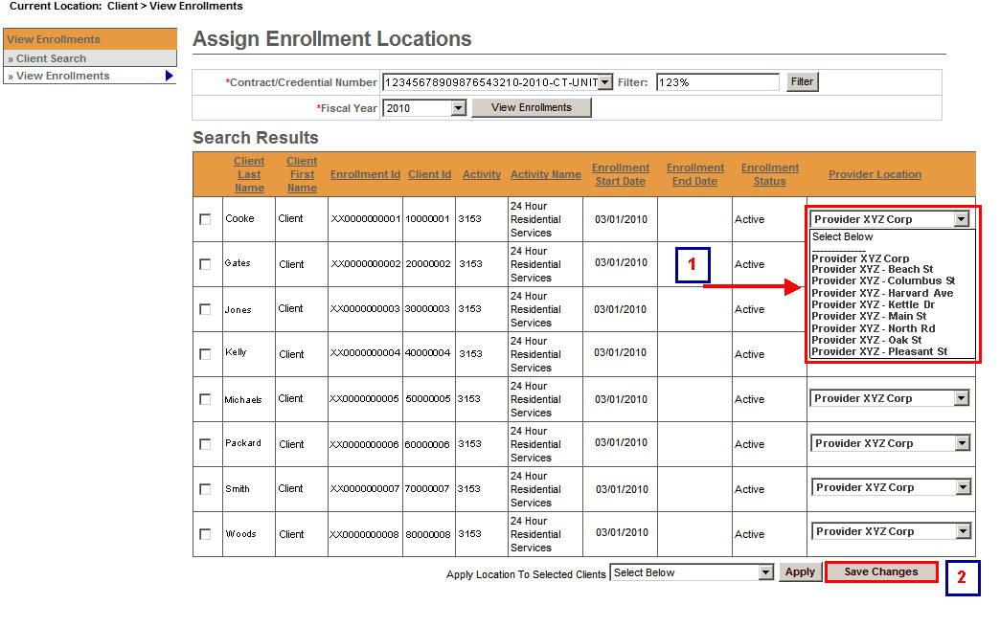 Current Location: Client > View Enrollments
View Enrollments
» Client Search
» View Enrollments
Assign Enrollment Locations
*Contract/Credential Number 12345678909876543210-2010-CT-UNIT Filter: 123% Filter
*Fiscal Year 2010 View Enrollments
Search Results
Client Last Name Client First Name Enrollment Id Client Id Activity Activity Name Enrollment Start Date Enrollment End Date Enrollment Status Provider Location
Cooke Client XX0000000001 10000001 3153 24 Hour Residential Services 03/01/2010 Active Provider XYZ Corp
Select Below
--------------
Provider XYZ Corp
Provider XYZ - Beach St
Provider XYZ - Columbus St
Provider XYZ - Harvard Ave
Provider XYZ - Kettle Dr
Provider XYZ - Main St
Provider XYZ - North Rd
Provider XYZ - Oak St
Provider XYZ - Pleasant St
Gates Client XX0000000002 20000002 3153 24 Hour Residential Services 03/01/2010 Active
1
Jones Client XX0000000003 30000003 3153 24 Hour Residential Services 03/01/2010 Active
Kelly Client XX0000000004 40000004 3153 24 Hour Residential Services 03/01/2010 Active
Michaels Client XX0000000005 50000005 3153 24 Hour Residential Services 03/01/2010 Active Provider XYZ Corp
Packard Client XX0000000006 60000006 3153 24 Hour Residential Services 03/01/2010 Active Provider XYZ Corp
Smith Client XX0000000007 70000007 3153 24 Hour Residential Services 03/01/2010 Active Provider XYZ Corp
Woods Client XX0000000008 80000008 3153 24 Hour Residential Services 03/01/2010 Active Provider XYZ Corp
Apply Location To Selected Clients Select Below Apply Save Changes 2